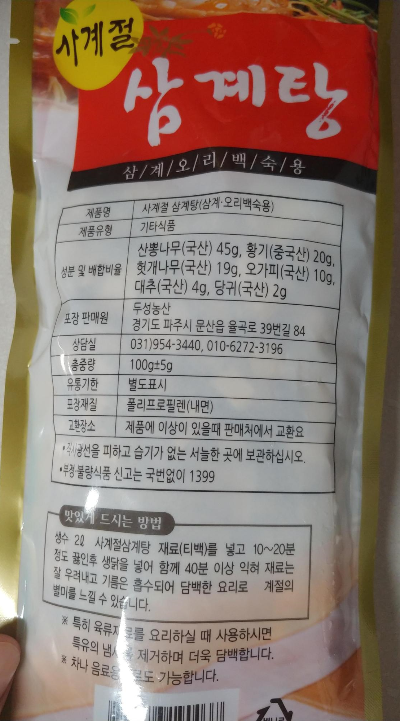 사계절
삼계탕
삼/계/오/리/백/숙/용
제품명 사계절 삼계탕(삼계·오리백숙용)
제품유형 기타식품
성분 및 배합비율 산뽕나무(국산) 45g, 황기(중국산) 20g,
헛개나무(국산) 19g, 오가피(국산) 10g,
대추(국산) 4g, 당귀(국산) 2g
포장 판매원 두성농산
경기도 파주시 문산읍 율곡로 39번길 84
상담실 031)954-3440, 010-6272-3196
총중량 100g±5g
유통기한 별도표시
포장재질 폴리프로필렌(내면)
교환장소 제품에 이상이 있을때 판매처에서 교환요
•직사광선을 피하고 습기가 없는 서늘한 곳에 보관하십시오.
•부정·불량식품 신고는 국번없이 1399
맛있게 드시는 방법
생수 2ℓ 사계절삼계탕 재료(티백)를 넣고 10~20분
정도 끓인후 생닭을 넣어 함께 40분 이상 익혀 재료는
잘 우려내고 기름은 흡수되어 담백한 요리로 계절의
별미를 느낄 수 있습니다.
※ 특히 육류재료를 요리하실 때 사용하시면
특유의 냄새를 제거하며 더욱 담백합니다.
※ 차나 음료용으로도 가능합니다.